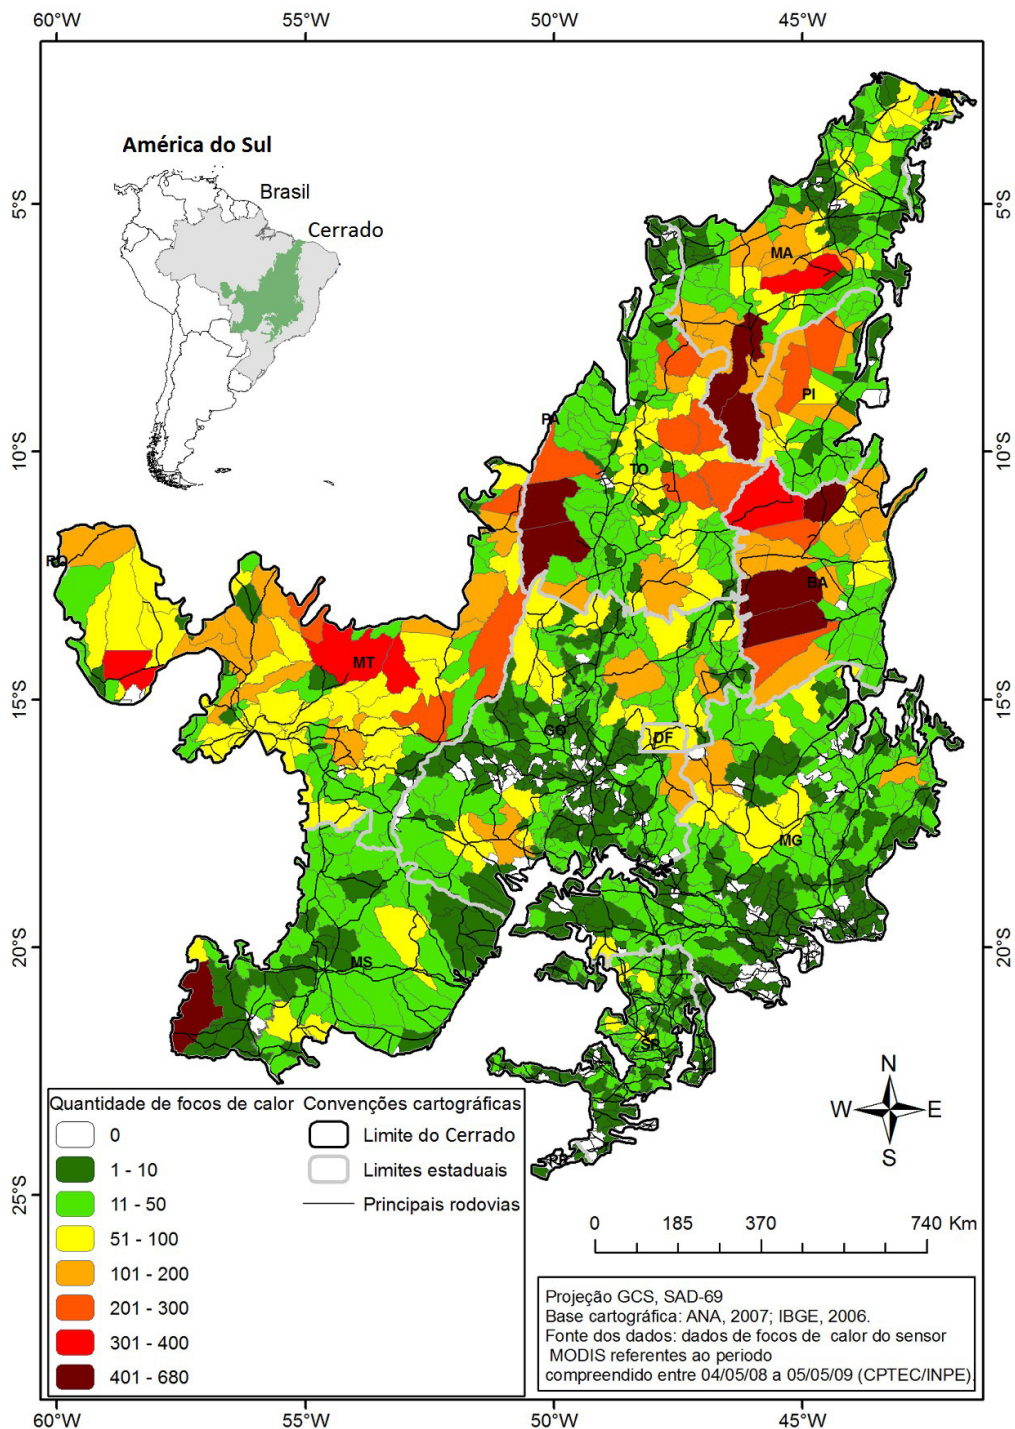 60°W 55°W 50°W 45°W
América do Sul
Brasil
Cerrado
5°S 5°S
MA
PI
PA
10°S 10°S
TO
RO
BA
MT
15°S 15°S
GO
DF
MG
20°S 20°S
MS
SP
PR
N
W E
S
Quantidade de focos de calor
0
1 - 10
11 - 50
51 - 100
101 - 200
201 - 300
301 - 400
401 - 680
Convenções cartográficas
Limite do Cerrado
Limites estaduais
Principais rodovias
25°S 25°S
0 185 370 740 Km
Projeção GCS, SAD-69
Base cartográfica: ANA, 2007; IBGE, 2006.
Fonte dos dados: dados de focos de calor do sensor
MODIS referentes ao periodo
compreendido entre 04/05/08 a 05/05/09 (CPTEC/INPE).
60°W 55°W 50°W 45°W